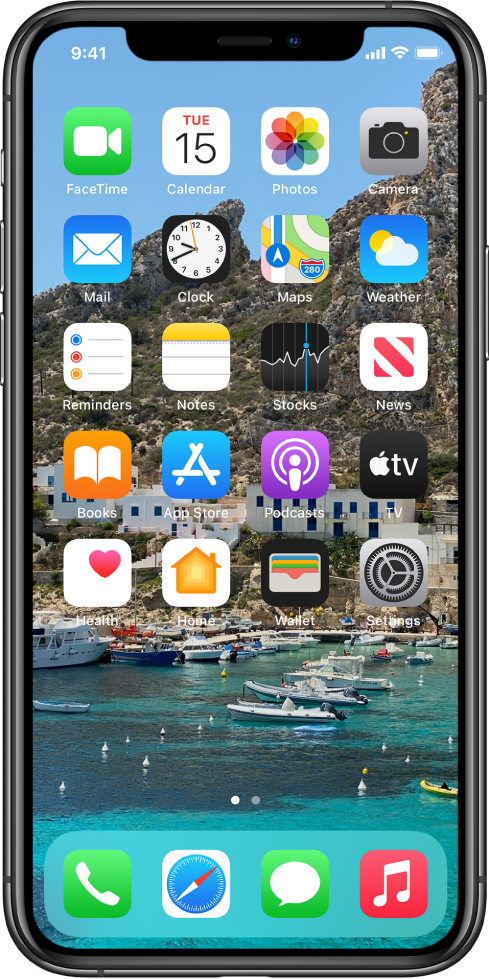 9:41
TUE
15
FaceTime Calendar Photos Camera
280
Mail Clock Maps Weather
Reminders Notes Stocks News
tv
Books App Store Podcasts TV
Health Home Wallet Settings